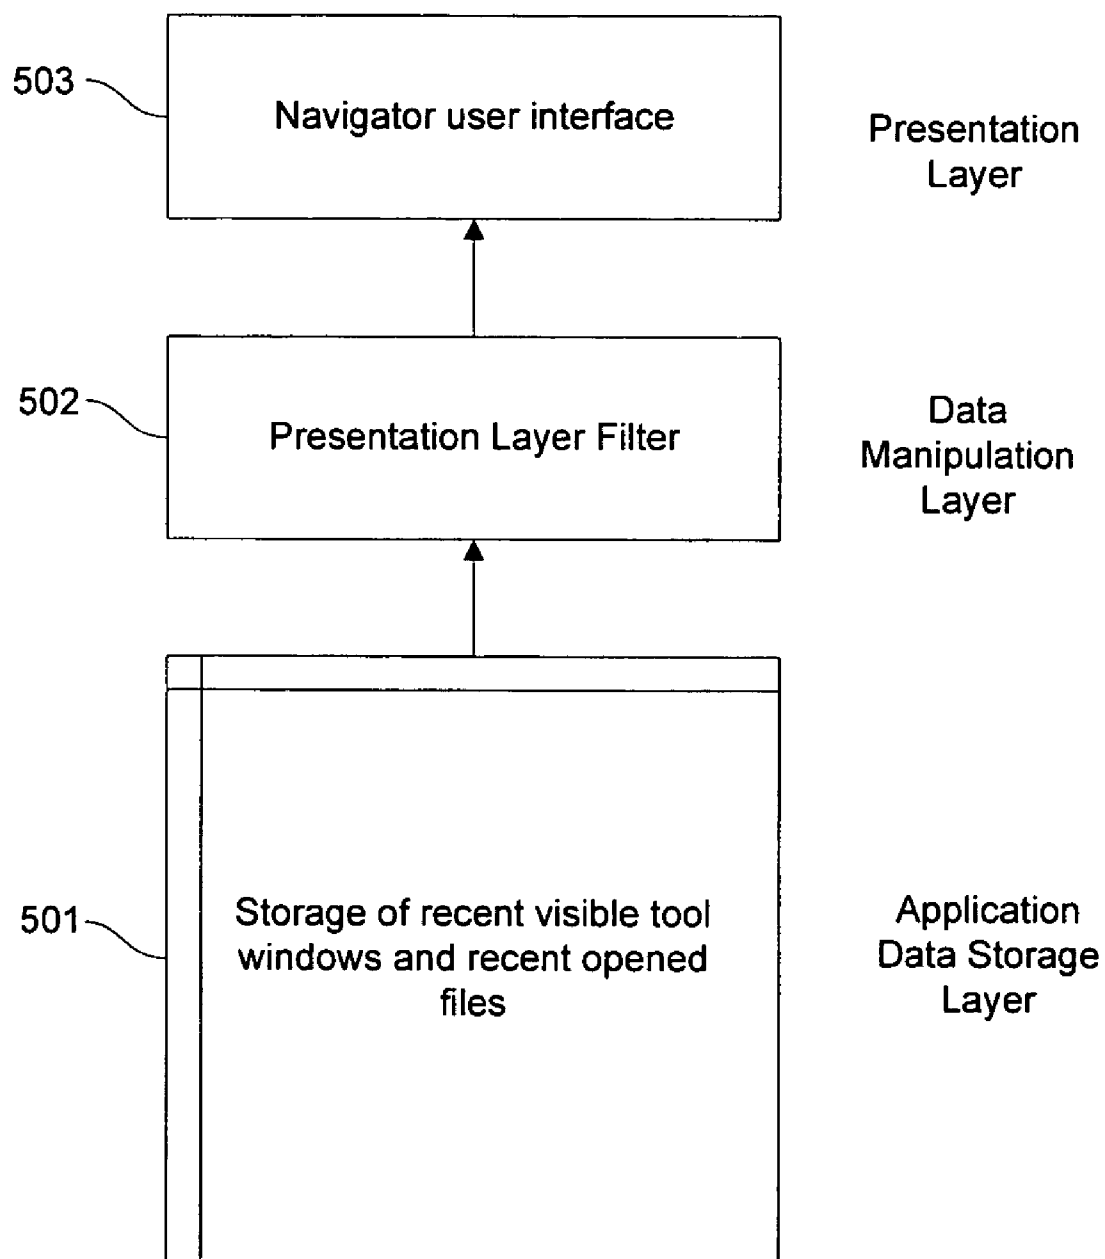 503
Navigator user interface
Presentation
Layer
502
Presentation Layer Filter
Data
Manipulation
Layer
501
Storage of recent visible tool
windows and recent opened
files
Application
Data Storage
Layer